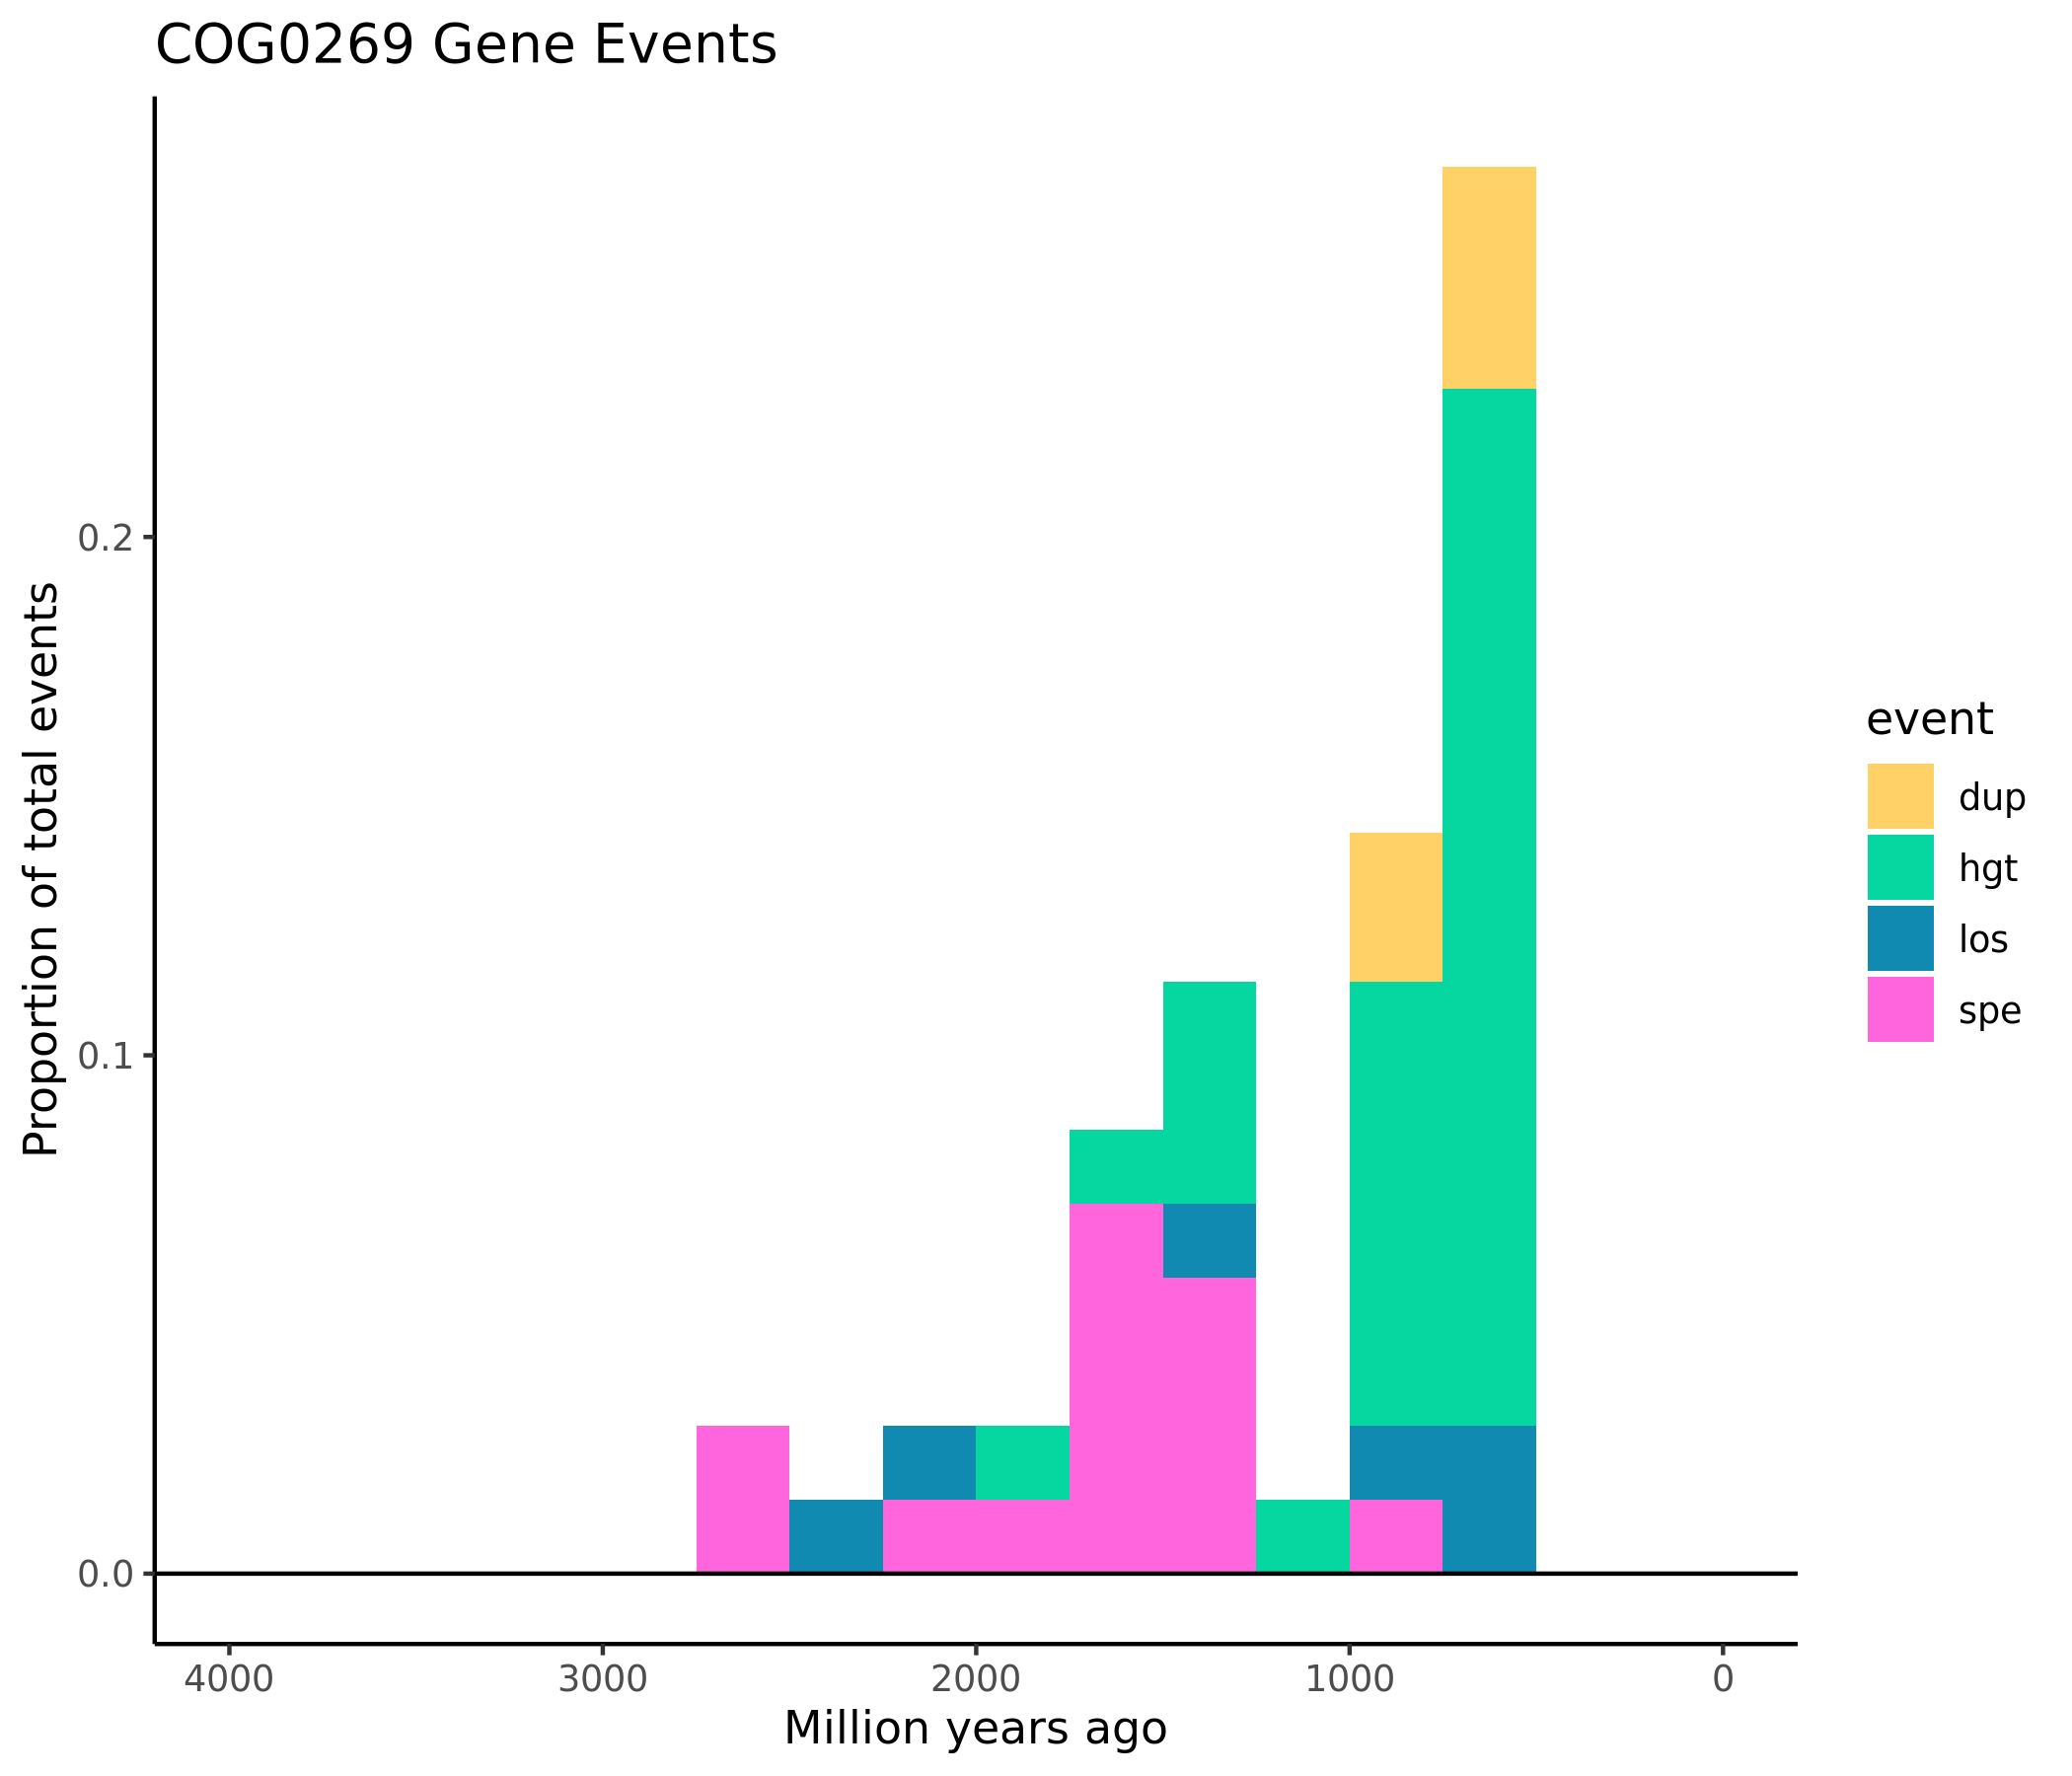 COG0269 Gene Events
Proportion of total events
0.2
0.1
0.0
4000 3000 2000 1000 0
Million years ago
event
dup
hgt
los
spe